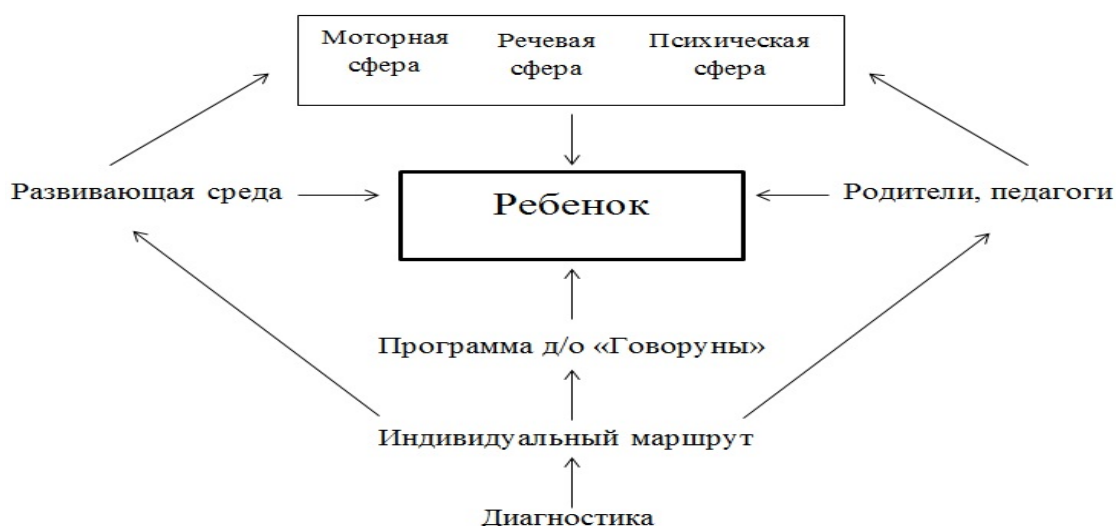 Моторная сфера
Речевая сфера
Психическая сфера
Развивающая среда
Ребенок
Родители, педагоги
Программа д/о «Говоруны»
Индивидуальный маршрут
Диагностика